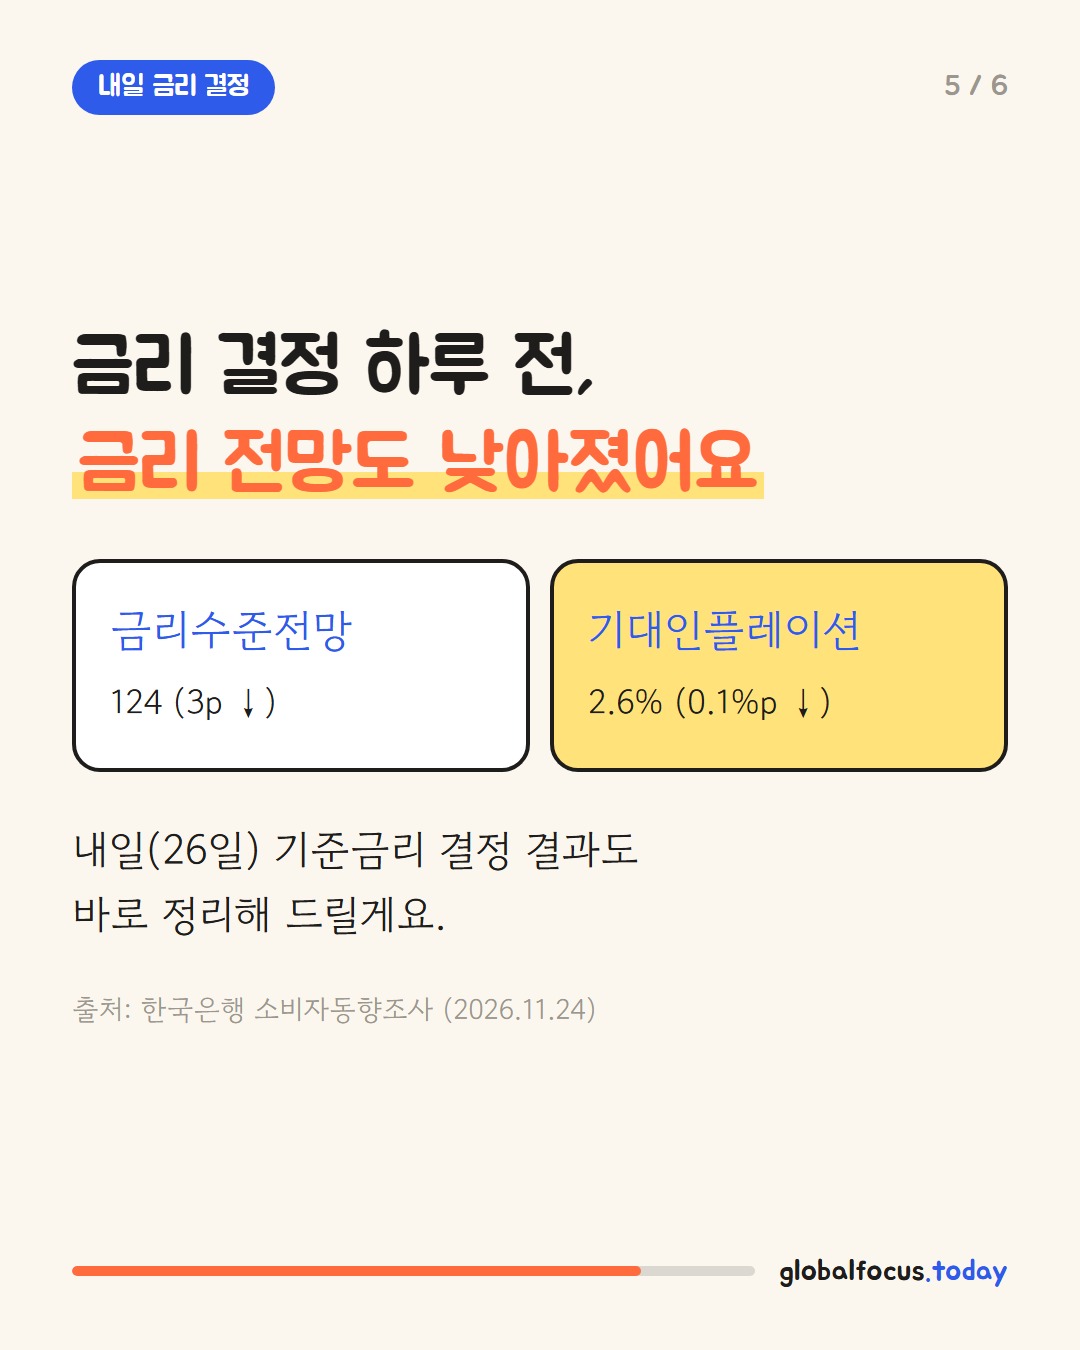 내일 금리 결정
5 / 6
금리 결정 하루 전,
금리 전망도 낮아졌어요
금리수준전망
124 (3p ↓)
기대인플레이션
2.6% (0.1%p ↓)
내일(26일) 기준금리 결정 결과도
바로 정리해 드릴게요.
출처: 한국은행 소비자동향조사 (2026.11.24)
globalfocus.today